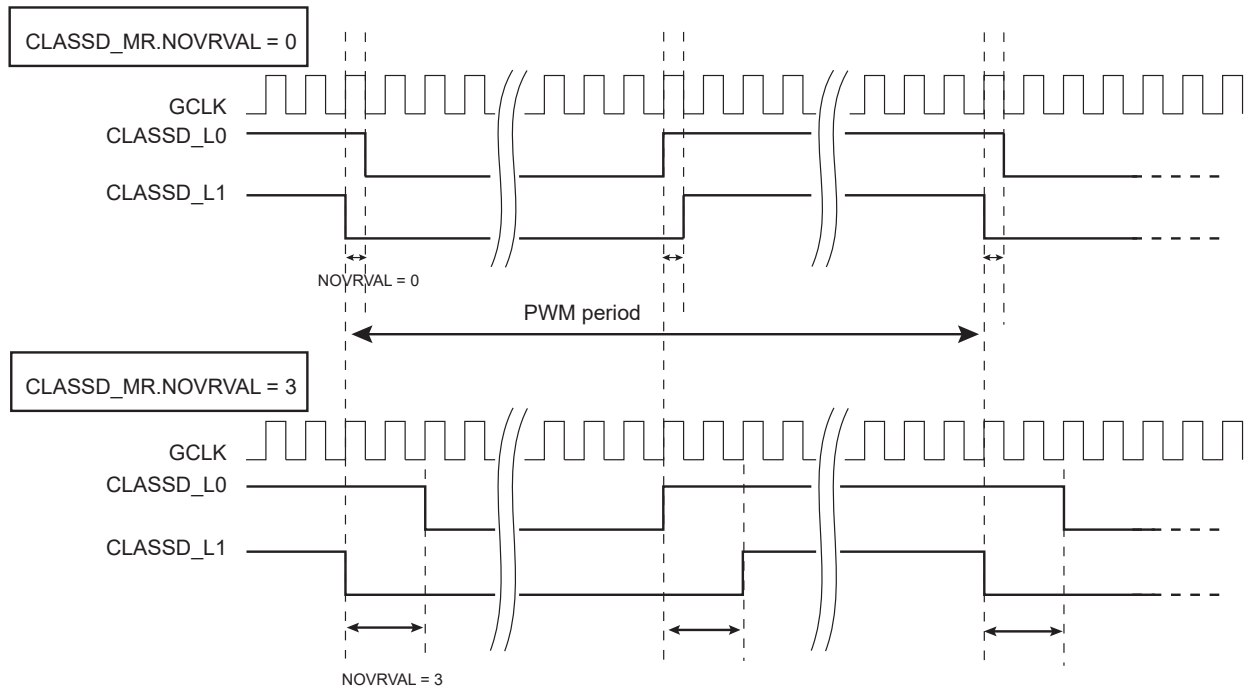 CLASSD_MR.NOVRVAL = 0
GCLK
CLASSD_L0
CLASSD_L1
NOVRVAL = 0
PWM period
CLASSD_MR.NOVRVAL = 3
GCLK
CLASSD_L0
CLASSD_L1
NOVRVAL = 3